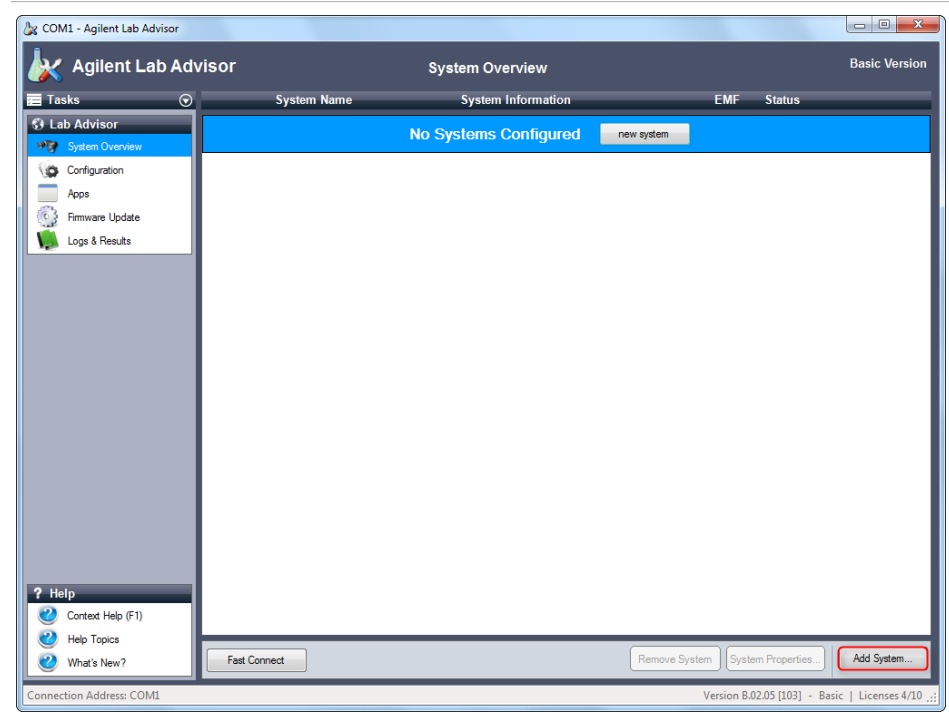 COM1 - Agilent Lab Advisor
Agilent Lab Advisor
System Overview
Basic Version
Tasks
System Name System Information EMF Status
Lab Advisor
No Systems Configured new system
System Overview
Configuration
Apps
Firmware Update
Logs & Results
? Help
Context Help (F1)
Help Topics
What's New?
Fast Connect Remove System System Properties... Add System...
Connection Address: COM1 Version B.02.05 [103] - Basic | Licenses 4/10